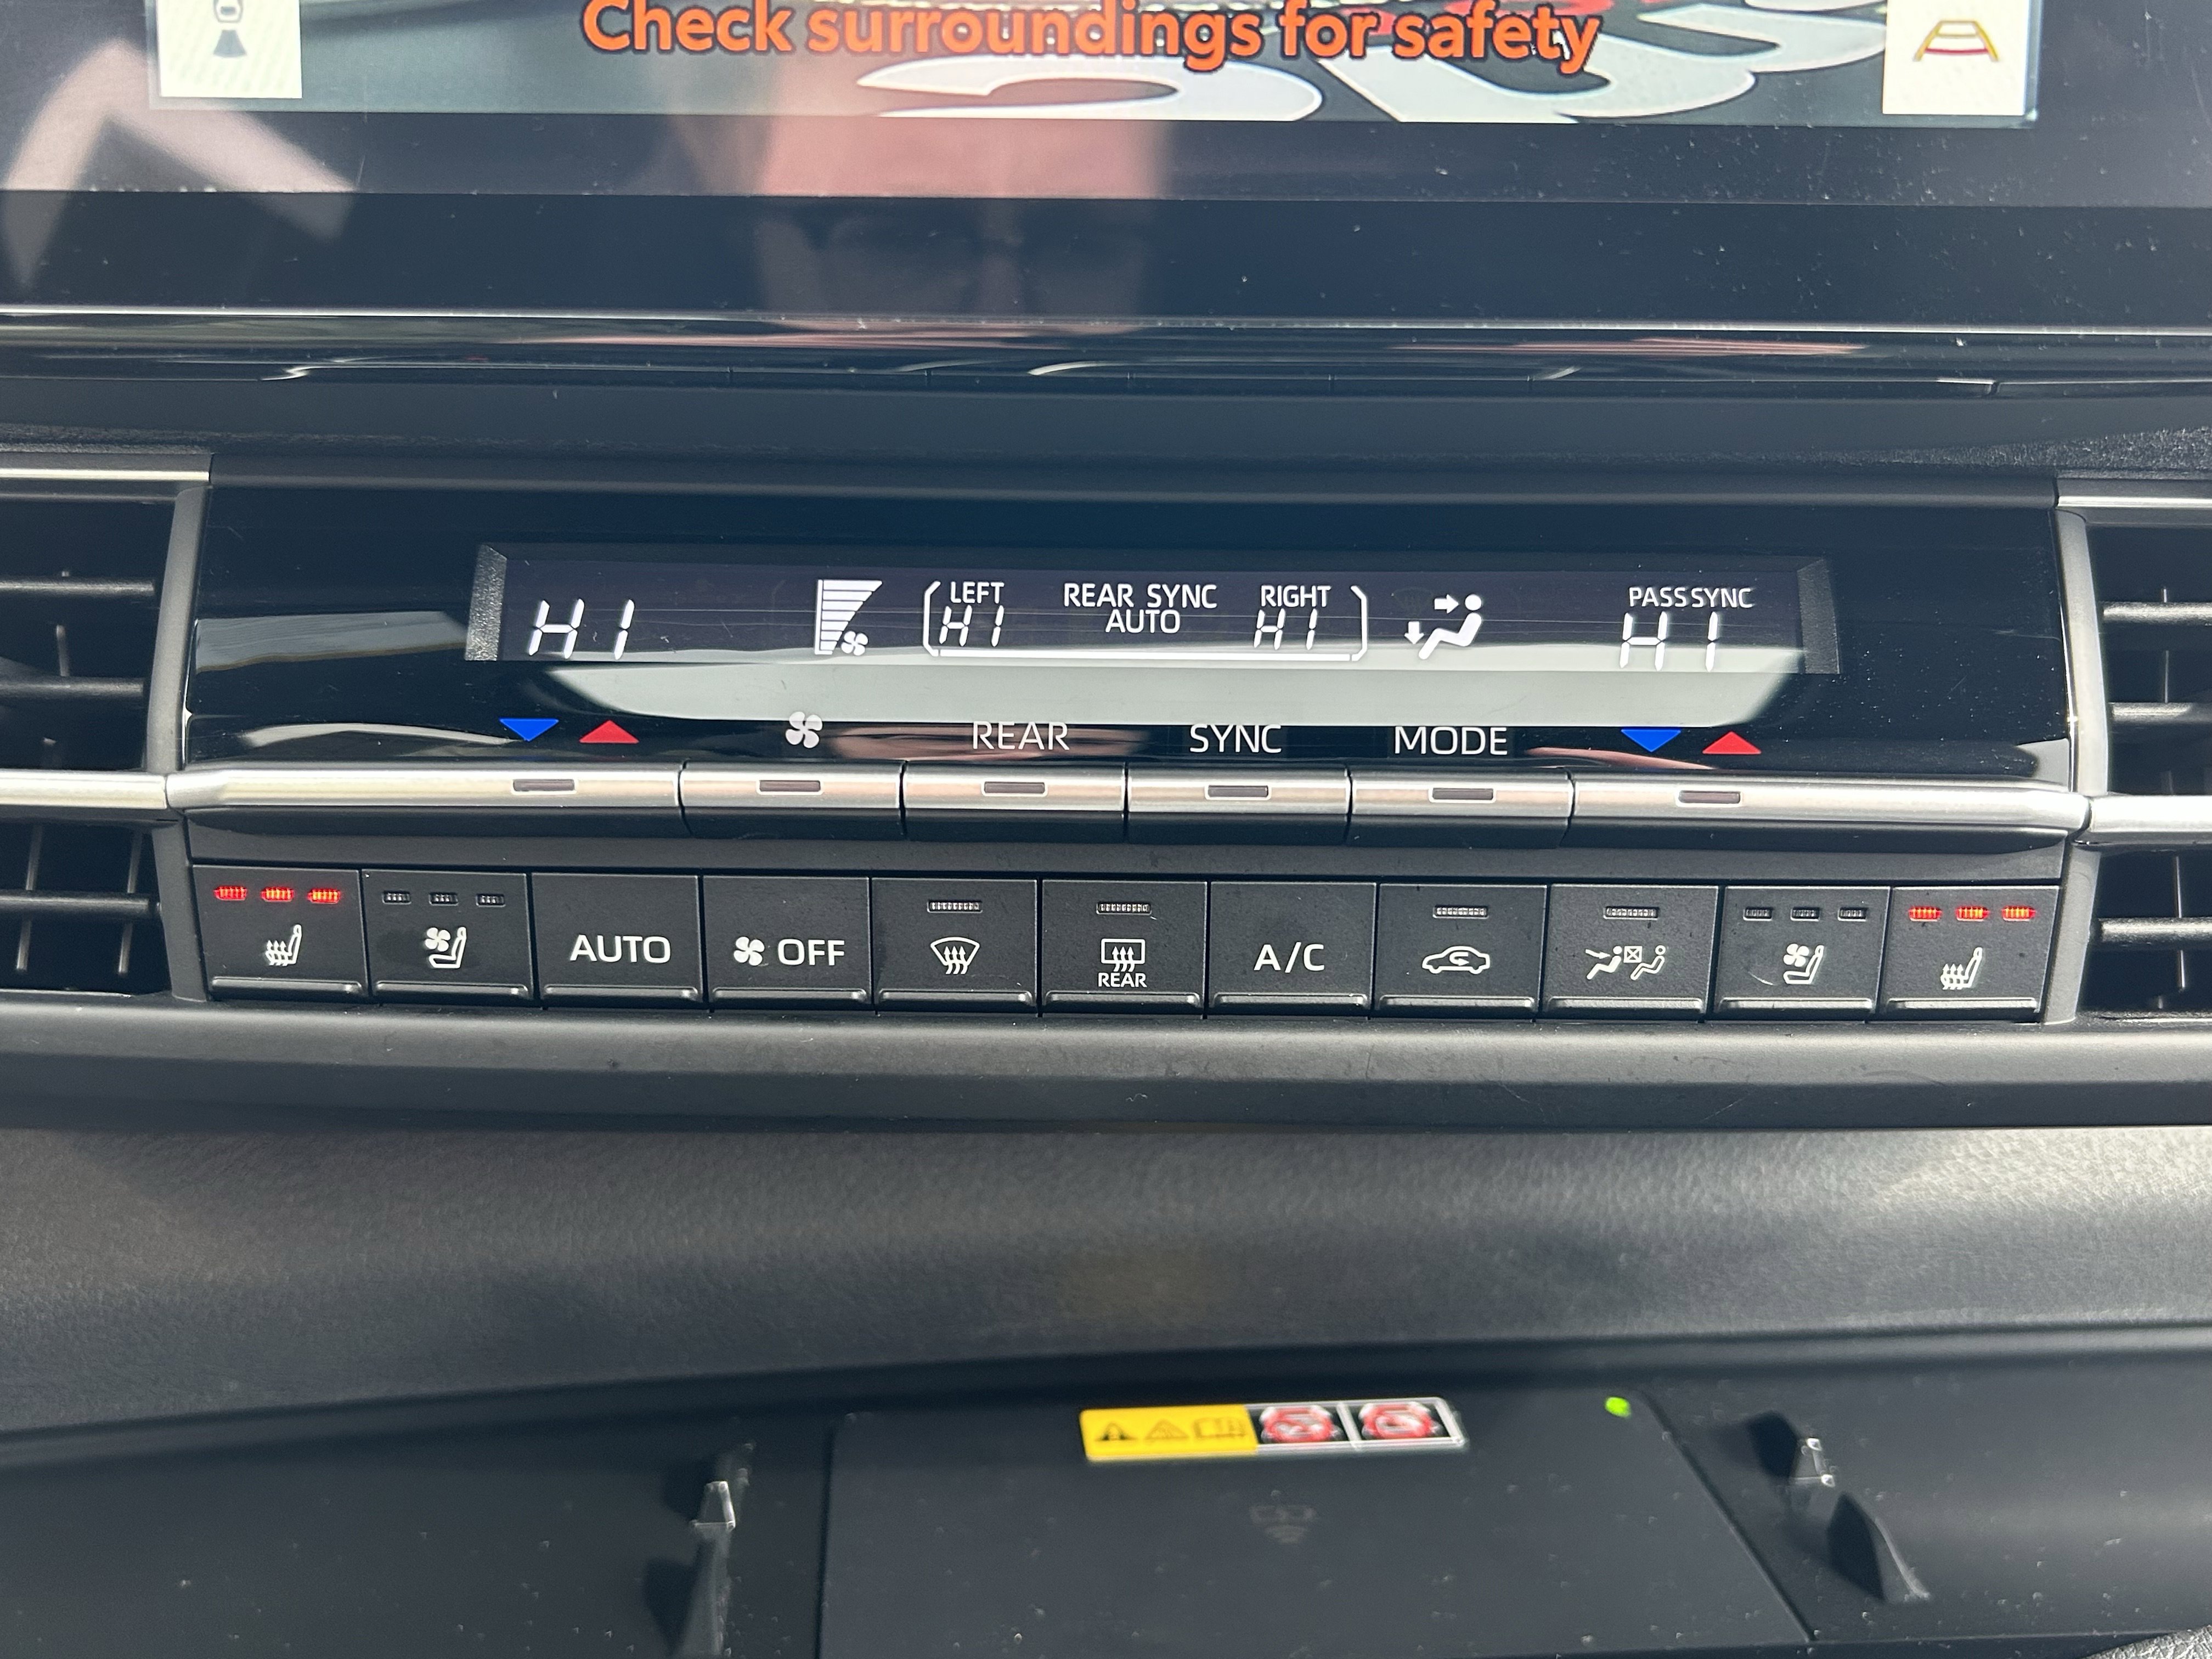 Check surroundings for safety
HI
LEFT
HI
REAR SYNC
AUTO
RIGHT
HI
PASS SYNC
HI
REAR
SYNC
MODE
AUTO
OFF
REAR
A/C